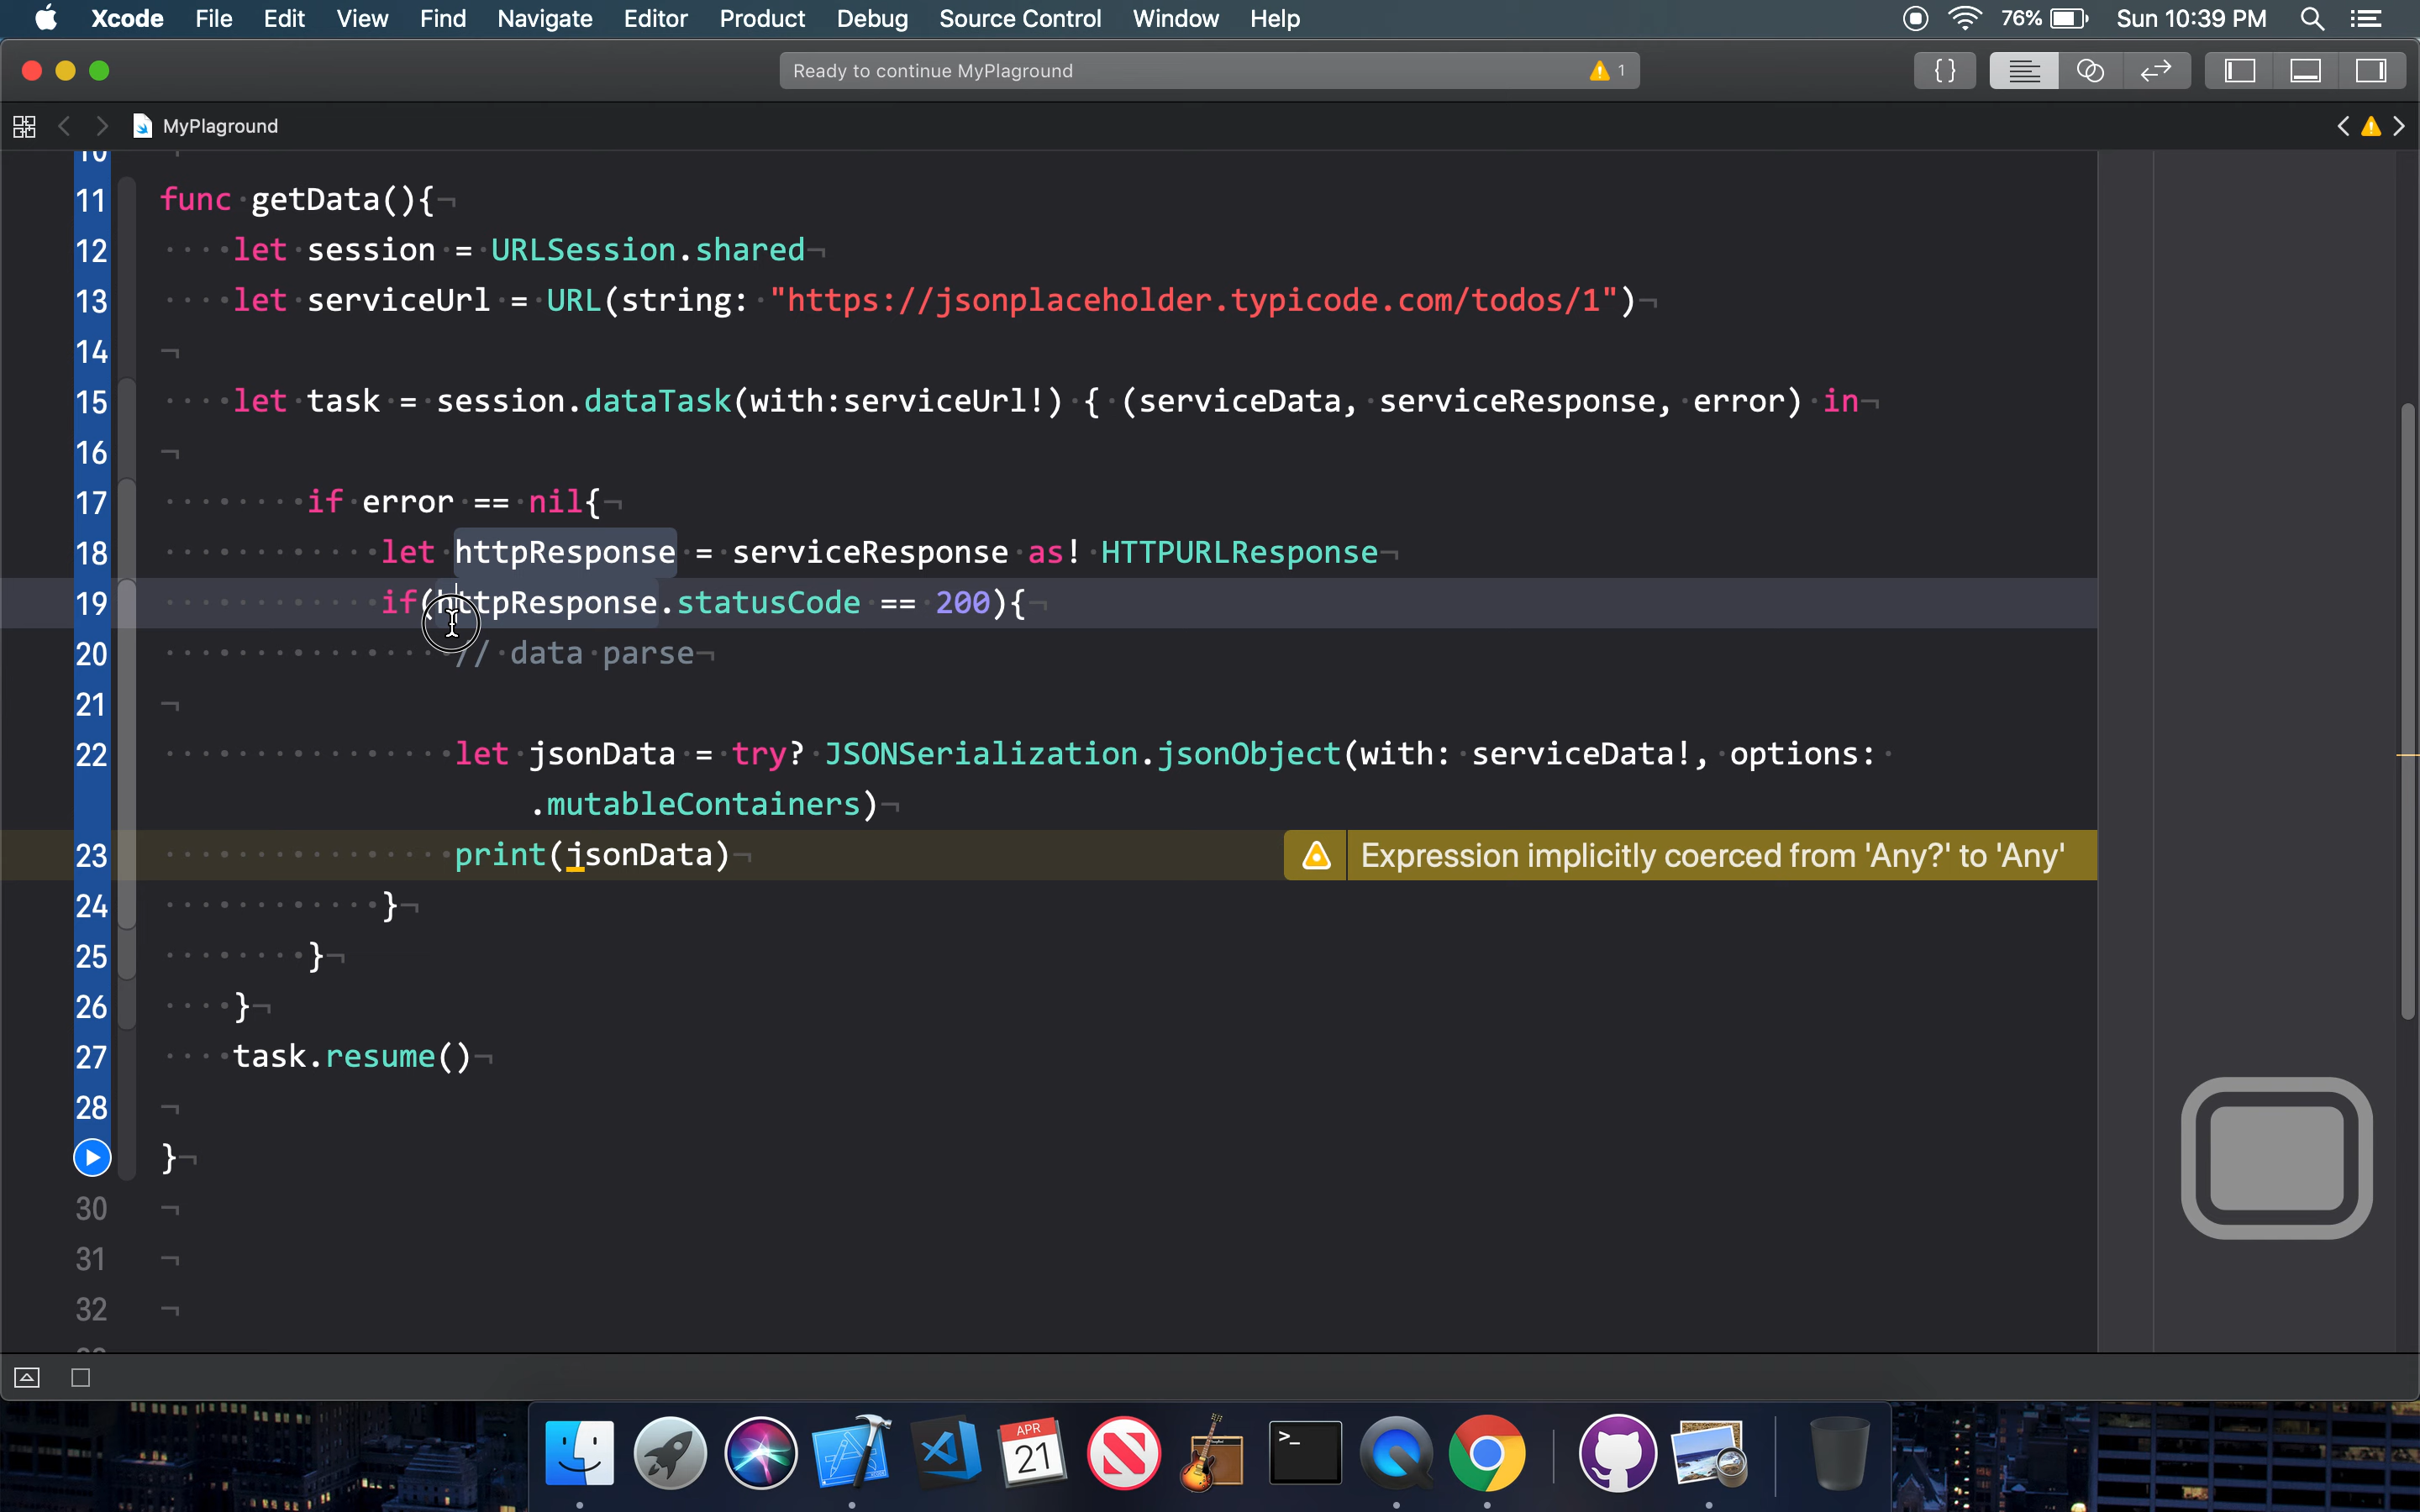 Xcode File Edit View Find Navigate Editor Product Debug Source Control Window Help 76% Sun 10:39 PM
Ready to continue MyPlaground 1
{}
MyPlaground
10
11 func getData(){
12 let session = URLSession.shared
13 let serviceUrl = URL(string: "https://jsonplaceholder.typicode.com/todos/1")
14
15 let task = session.dataTask(with:serviceUrl!) { (serviceData, serviceResponse, error) in
16
17 if error == nil{
18 let httpResponse = serviceResponse as! HTTPURLResponse
19 if(httpResponse.statusCode == 200){
20 // data parse
21
22 let jsonData = try? JSONSerialization.jsonObject(with: serviceData!, options:
.mutableContainers)
23 print(jsonData) Expression implicitly coerced from 'Any?' to 'Any'
24 }
25 }
26 }
27 task.resume()
28
}
30
31
32
APR
21
>_